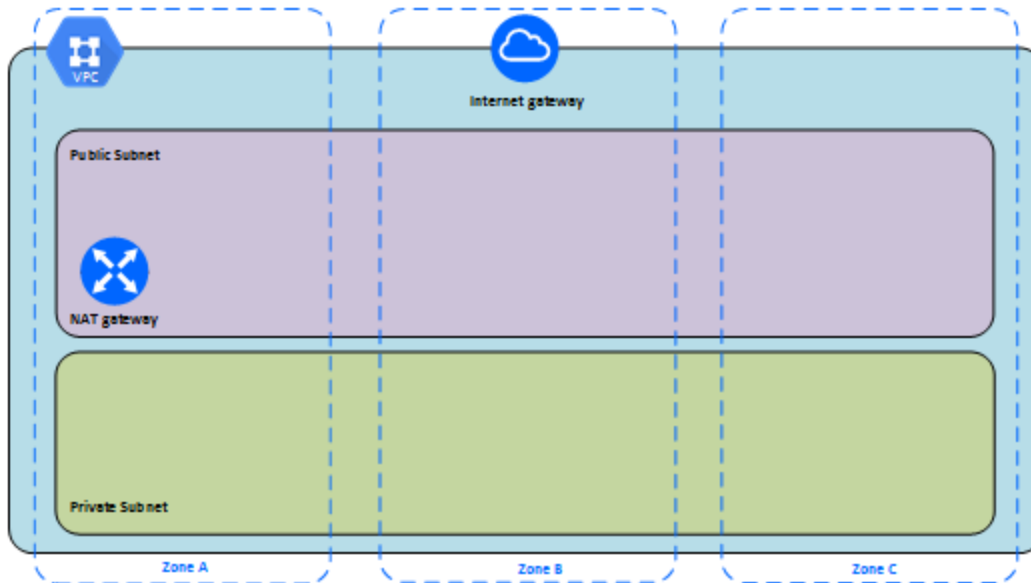 VPC
Internet gateway
Public Subnet
NAT gateway
Private Subnet
Zone A
Zone B
Zone C